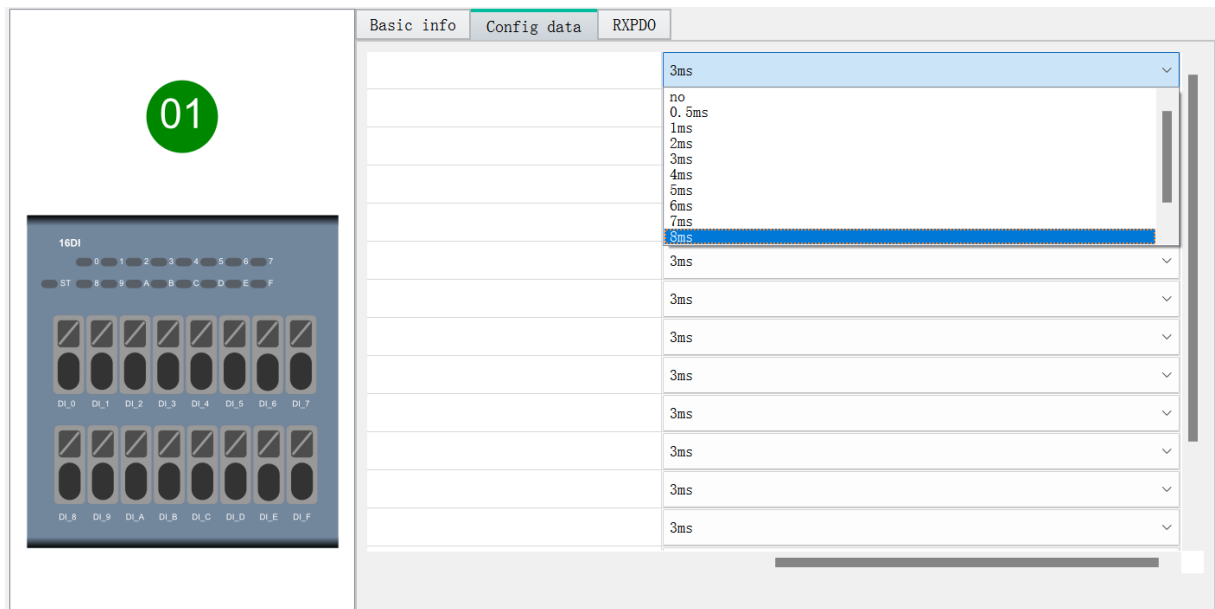 Basic info Config data RXPDO
01
3ms
no
0.5ms
1ms
2ms
3ms
4ms
5ms
6ms
7ms
8ms
3ms
3ms
3ms
3ms
3ms
3ms
3ms
3ms
16DI
0 1 2 3 4 5 6 7
ST 8 9 A B C D E F
DI_0 DI_1 DI_2 DI_3 DI_4 DI_5 DI_6 DI_7
DI_8 DI_9 DI_A DI_B DI_C DI_D DI_E DI_F